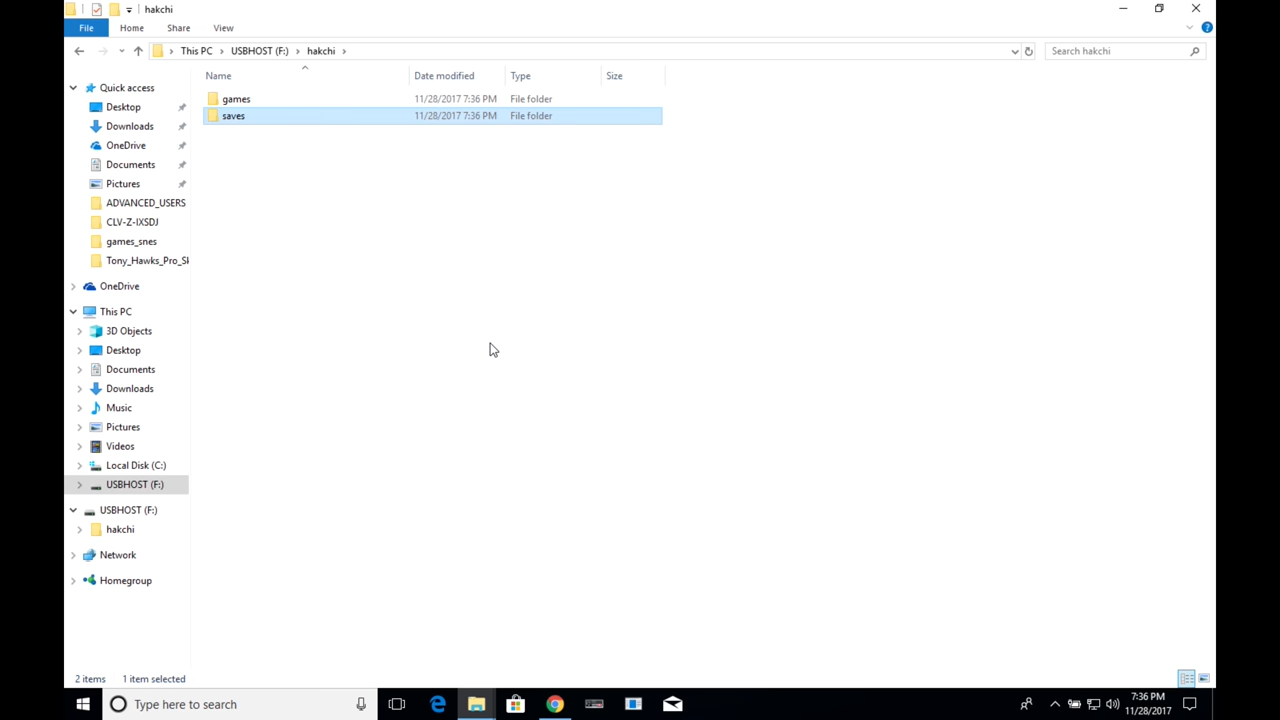 hakchi
File Home Share View
This PC USBHOST (F:) hakchi Search hakchi
Name Date modified Type Size
games 11/28/2017 7:36 PM File folder
saves 11/28/2017 7:36 PM File folder
Quick access
Desktop
Downloads
OneDrive
Documents
Pictures
ADVANCED_USERS
CLV-Z-IXSDJ
games_snes
Tony_Hawks_Pro_Sk
OneDrive
This PC
3D Objects
Desktop
Documents
Downloads
Music
Pictures
Videos
Local Disk (C:)
USBHOST (F:)
USBHOST (F:)
hakchi
Network
Homegroup
2 items 1 item selected
Type here to search
7:36 PM
11/28/2017